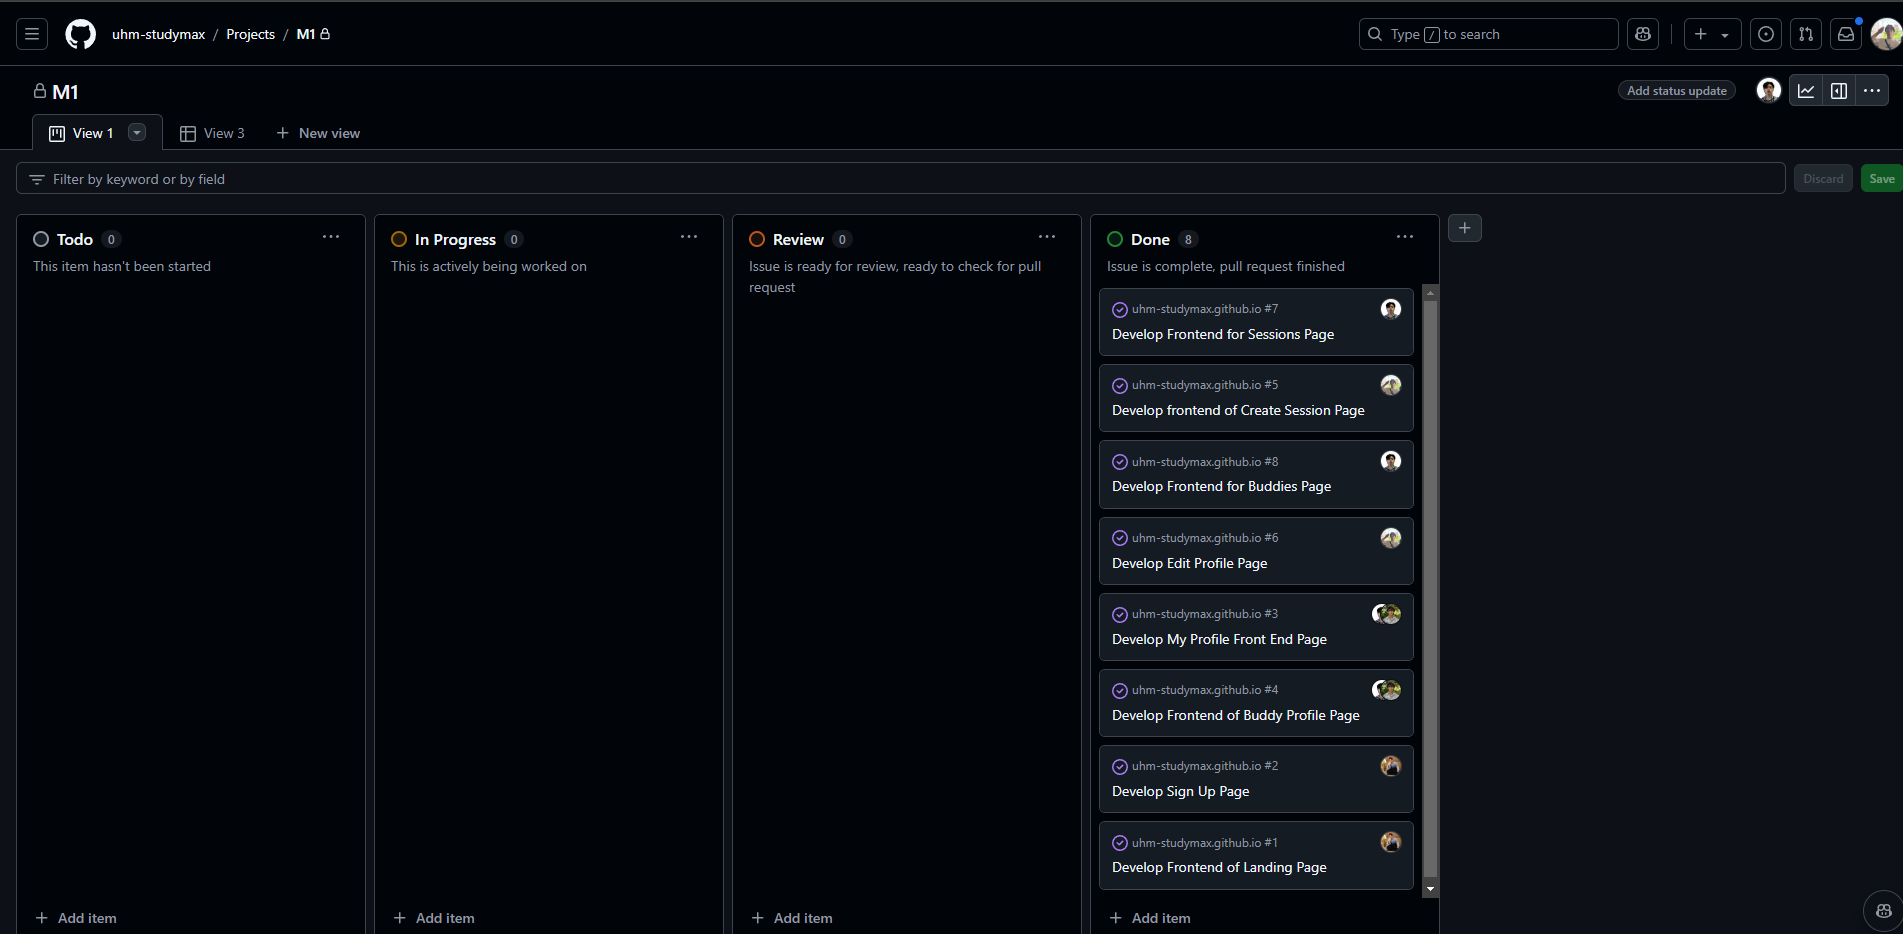 uhm-studymax / Projects / M1
Type / to search
M1
Add status update
View 1
View 3
New view
Filter by keyword or by field
Discard
Save
Todo 0
This item hasn't been started
Add item
In Progress 0
This is actively being worked on
Add item
Review 0
Issue is ready for review, ready to check for pull
request
Add item
Done 8
Issue is complete, pull request finished
uhm-studymax.github.io #7
Develop Frontend for Sessions Page
uhm-studymax.github.io #5
Develop frontend of Create Session Page
uhm-studymax.github.io #8
Develop Frontend for Buddies Page
uhm-studymax.github.io #6
Develop Edit Profile Page
uhm-studymax.github.io #3
Develop My Profile Front End Page
uhm-studymax.github.io #4
Develop Frontend of Buddy Profile Page
uhm-studymax.github.io #2
Develop Sign Up Page
uhm-studymax.github.io #1
Develop Frontend of Landing Page
Add item